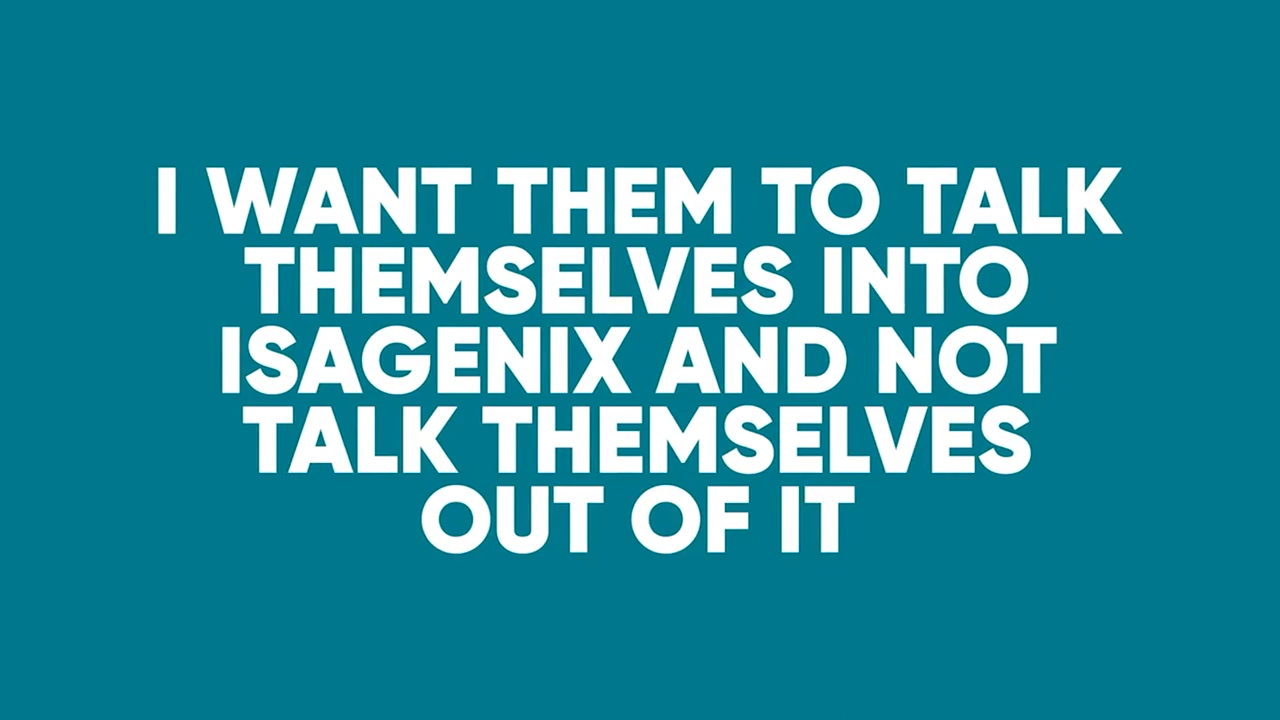 I WANT THEM TO TALK
THEMSELVES INTO
ISAGENIX AND NOT
TALK THEMSELVES
OUT OF IT